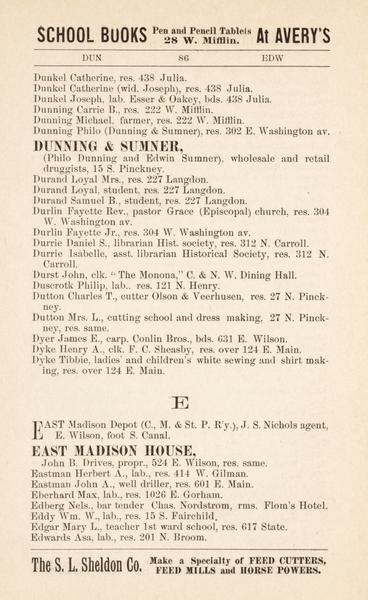 SCHOOL BOOKS Pen and Pencil Tablets At AVERY'S
28 W. Mifflin.
DUN 86 EDW
Dunkel Catherine, res. 438 Julia.
Dunkel Catherine (wid. Joseph), res. 438 Julia.
Dunkel Joseph, lab. Esser & Oakey, bds. 438 Julia.
Dunning Carrie B., res. 222 W. Mifflin.
Dunning Michael, farmer, res. 222 W. Mifflin.
Dunning Philo (Dunning & Sumner), res. 302 E. Washington av.
DUNNING & SUMNER,
(Philo Dunning and Edwin Sumner), wholesale and retail
druggists, 15 S. Pinckney.
Durand Loyal Mrs., res. 227 Langdon.
Durand Loyal, student, res. 227 Langdon.
Durand Samuel B., student, res. 227 Langdon.
Durlin Fayette Rev., pastor Grace (Episcopal) church, res. 304
W. Washington av.
Durlin Fayette Jr., res. 304 W. Washington av.
Durrie Daniel S., librarian Hist. society, res. 312 N. Carroll.
Durrie Isabelle, asst. librarian Historical Society, res. 312 N.
Carroll.
Durst John, clk. "The Monona," C. & N. W. Dining Hall.
Duscrotk Philip, lab.. res. 121 N. Henry.
Dutton Charles T., cutter Olson & Veerhusen, res. 27 N. Pinck-
ney.
Dutton Mrs. L., cutting school and dress making, 27 N. Pinck-
ney, res. same.
Dyer James E., carp. Conlin Bros., bds. 631 E. Wilson.
Dyke Henry A., clk. F. C. Sheasby, res. over 124 E. Main.
Dyke Tibbie, ladies' and children's white sewing and shirt mak-
ing, res. over 124 E. Main.
E
EAST Madison Depot (C., M. & St. P. R'y.), J. S. Nichols agent,
E. Wilson, foot S. Canal.
EAST MADISON HOUSE,
John B. Drives, propr., 524 E. Wilson, res. same.
Eastman Herbert A., lab., res. 414 W. Gilman.
Eastman John A., well driller, res. 601 E. Main.
Eberhard Max, lab., res. 1026 E. Gorham.
Edberg Nels., bar tender Chas. Nordstrom, rms. Flom's Hotel.
Eddy Wm. W., lab., res. 15 S. Fairchild.
Edgar Mary L., teacher 1st ward school, res. 617 State.
Edwards Asa, lab., res. 201 N. Broom.
The S. L. Sheldon Co. Make a Specialty of FEED CUTTERS,
FEED MILLS and HORSE POWERS.